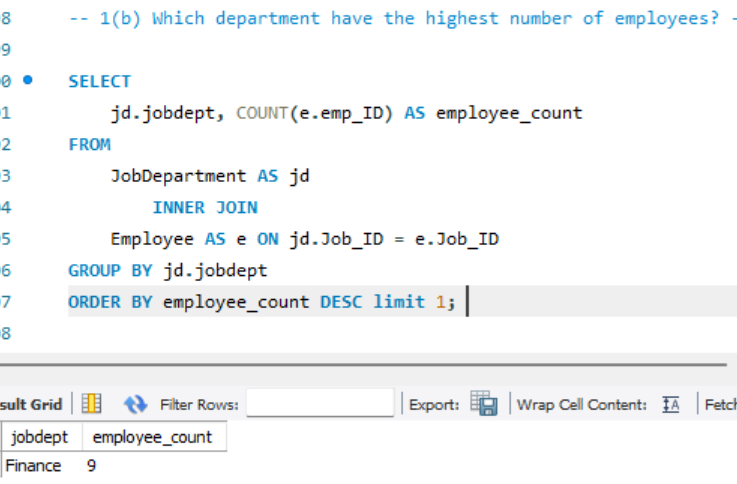 8 -- 1(b) Which department have the highest number of employees? -
9
0 SELECT
1 jd.jobdept, COUNT(e.emp_ID) AS employee_count
2 FROM
3 JobDepartment AS jd
4 INNER JOIN
5 Employee AS e ON jd.Job_ID = e.Job_ID
6 GROUP BY jd.jobdept
7 ORDER BY employee_count DESC limit 1;
8
sult Grid Filter Rows: Export: Wrap Cell Content: IA Fetch
jobdept employee_count
Finance 9